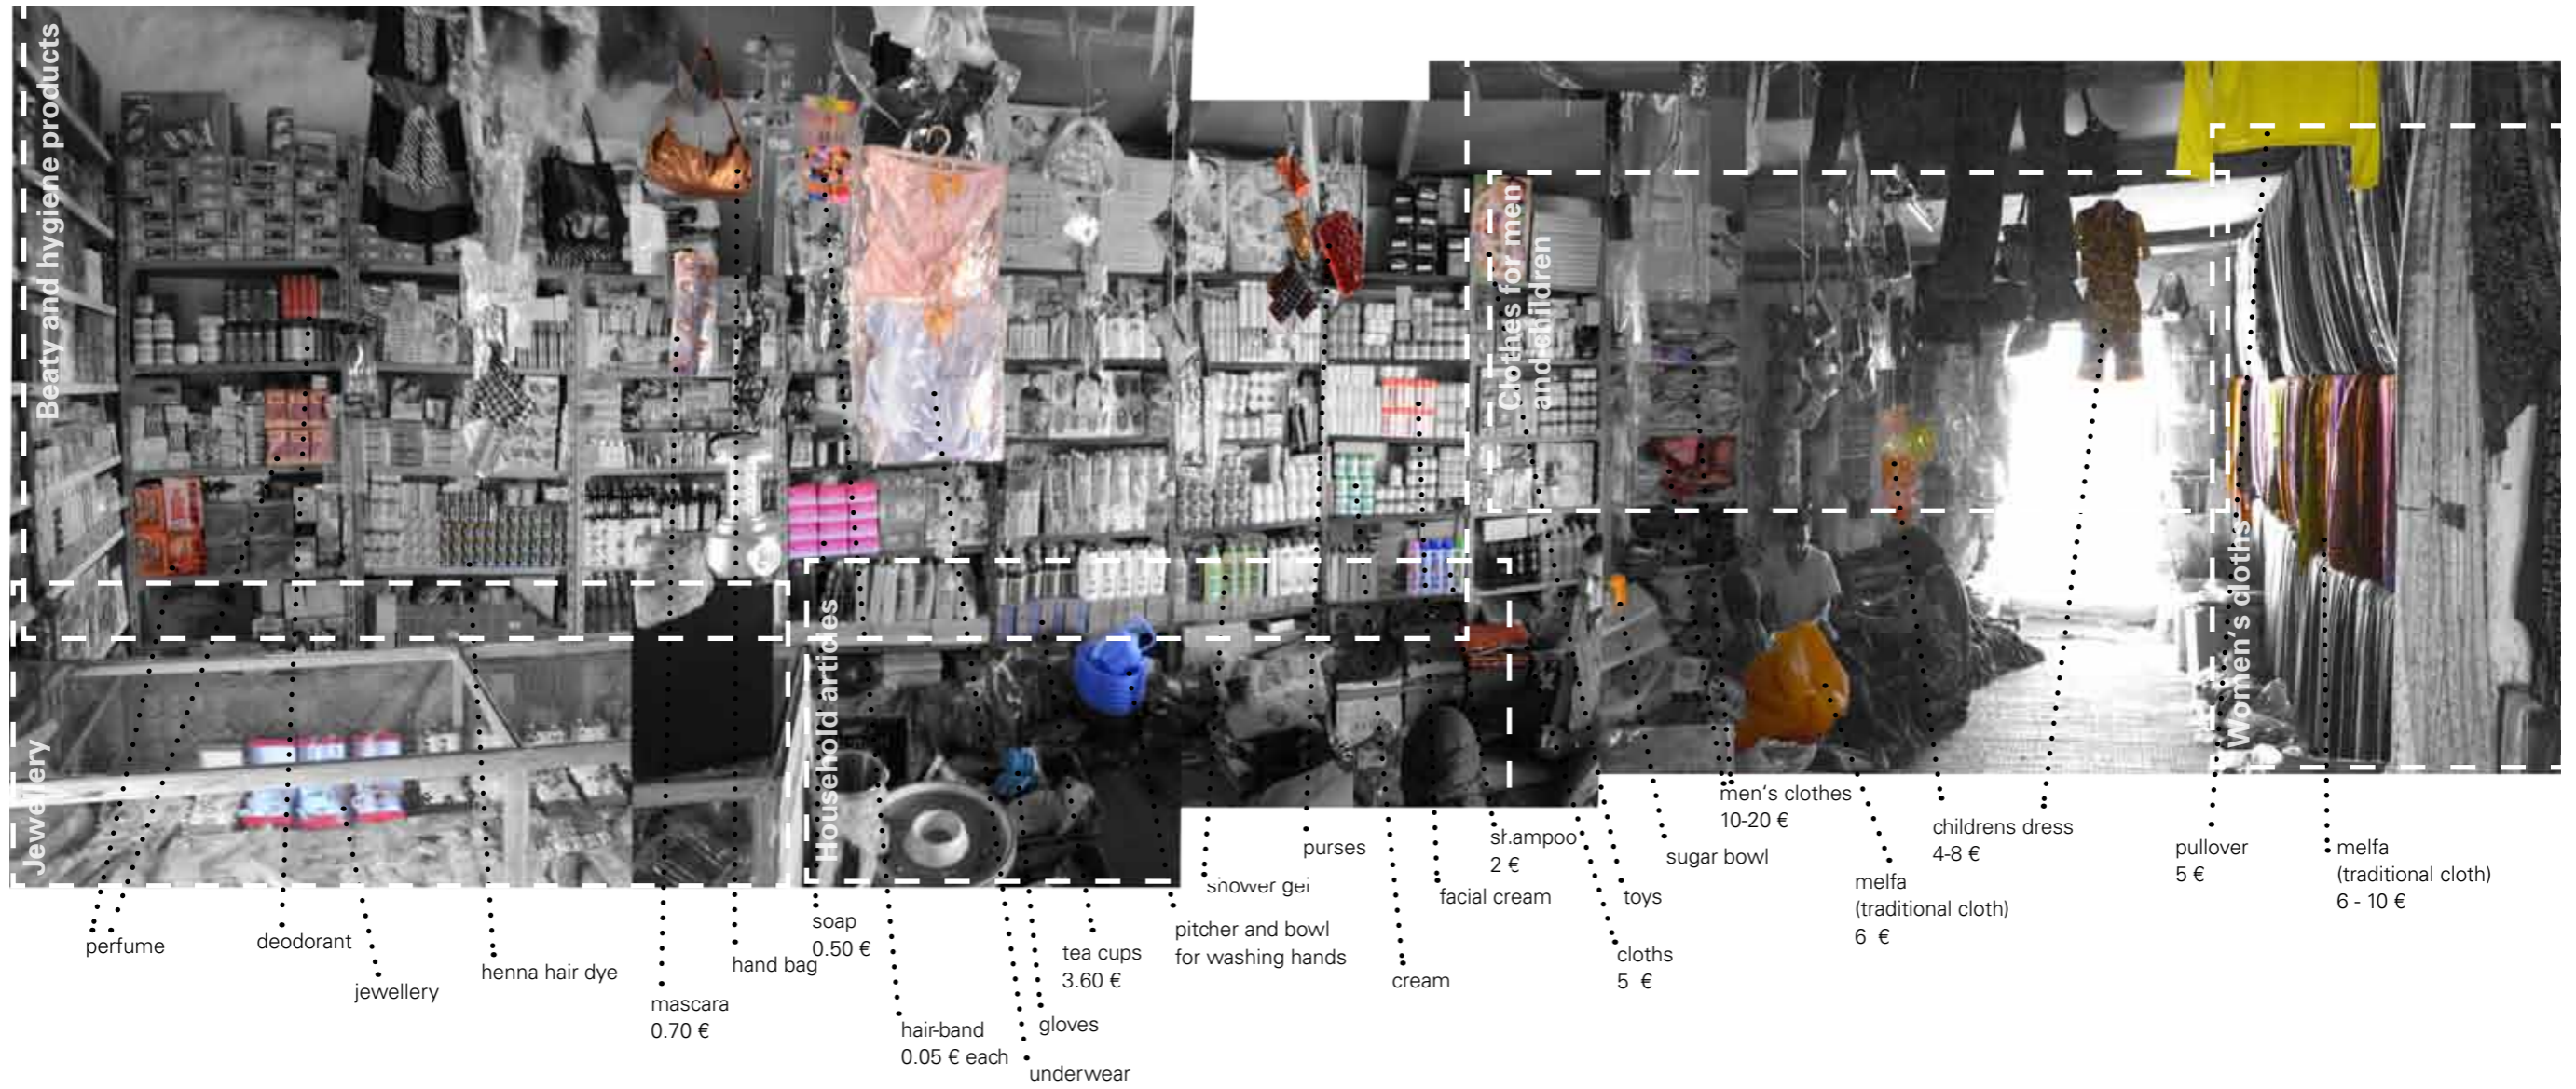 Beaty and hygiene products
Jewellery
Household articles
Clothes for men
and children
Women's cloths
perfume
deodorant
jewellery
henna hair dye
mascara
0.70 €
hand bag
soap
0.50 €
hair-band
0.05 € each
underwear
gloves
tea cups
3.60 €
pitcher and bowl
for washing hands
shower gel
purses
cream
facial cream
shampoo
2 €
toys
cloths
5 €
sugar bowl
men's clothes
10-20 €
melfa
(traditional cloth)
6 €
childrens dress
4-8 €
pullover
5 €
melfa
(traditional cloth)
6 - 10 €